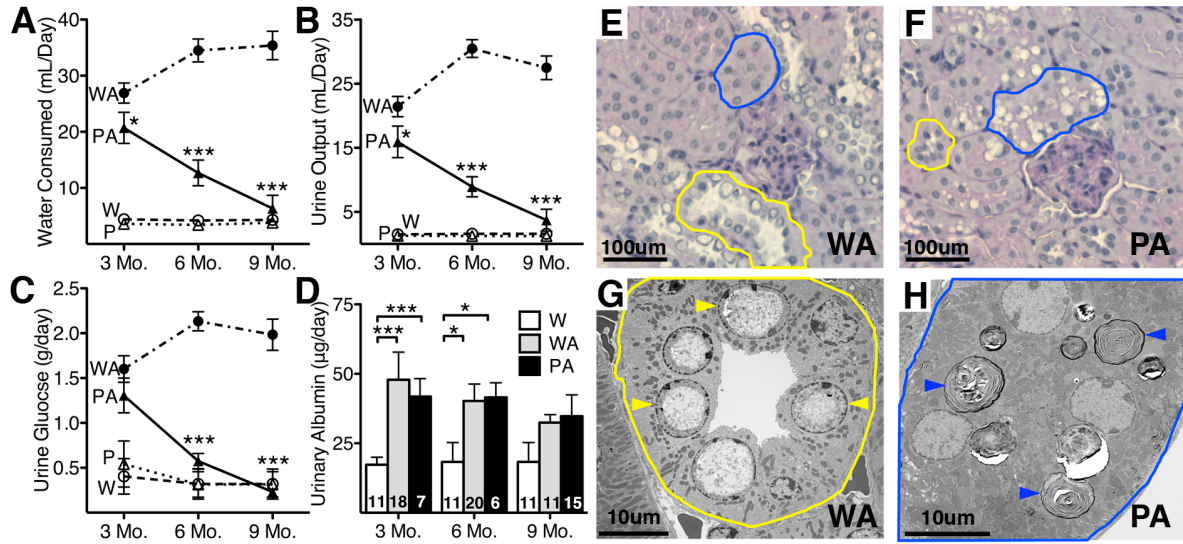 A
Water Consumed (mL/Day)
40
30
20
10
WA
PA
*
***
***
W
P
3 Mo. 6 Mo. 9 Mo.
B
Urine Output (mL/Day)
35
25
15
5
WA
PA
*
***
***
P W
3 Mo. 6 Mo. 9 Mo.
C
Urine Gluocse (g/day)
2.5
2.0
1.5
1.0
0.5
WA
PA
***
***
P
W
3 Mo. 6 Mo. 9 Mo.
D
Urinary Albumin (µg/day)
75
50
25
***
***
*
*
W
WA
PA
11 18 7 11 20 6 11 11 15
3 Mo. 6 Mo. 9 Mo.
E
100um
WA
F
100um
PA
G
10um
WA
H
10um
PA